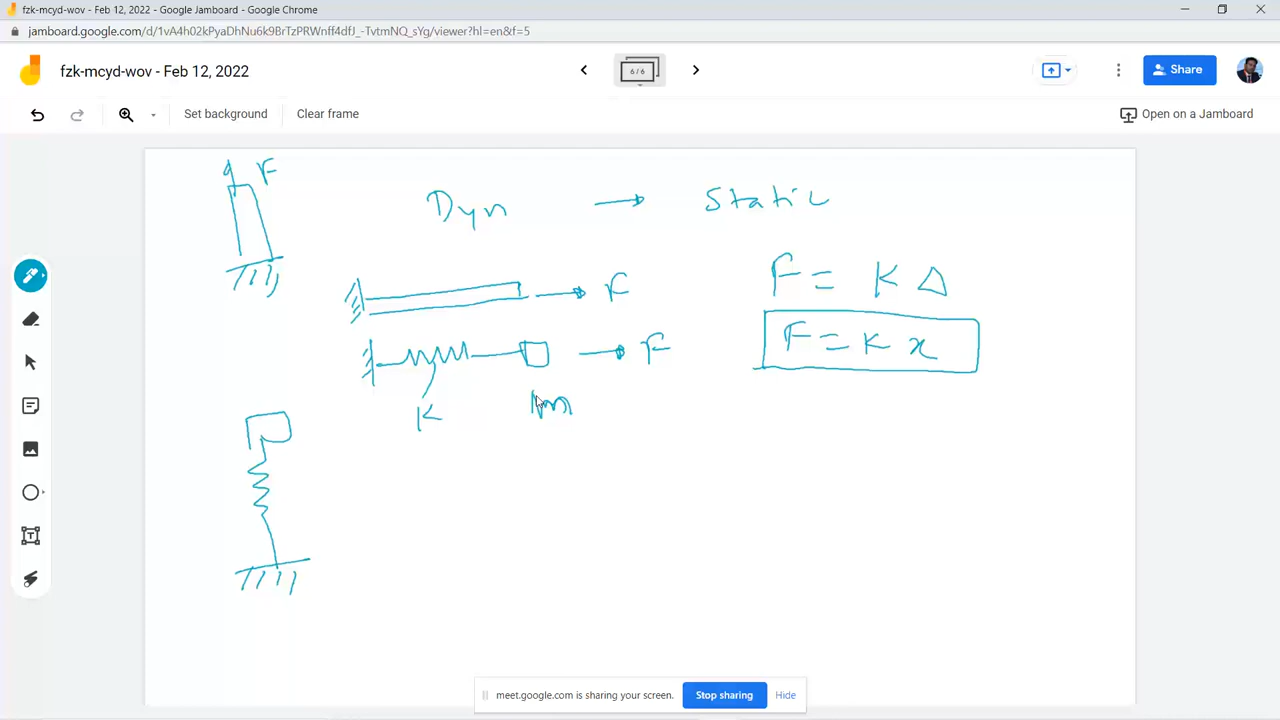 fzk-mcyd-wov - Feb 12, 2022 - Google Jamboard - Google Chrome
jamboard.google.com/d/1vA4h02kPyaDhNu6k9BrTzPRWnff4dfJ_-TvtmNQ_sYg/viewer?hl=en&f=5
fzk-mcyd-wov - Feb 12, 2022
6/6
Share
Set background
Clear frame
Open on a Jamboard
F
Dyn → Static
F
F = K Δ
F = K x
F
K
m
meet.google.com is sharing your screen.
Stop sharing
Hide